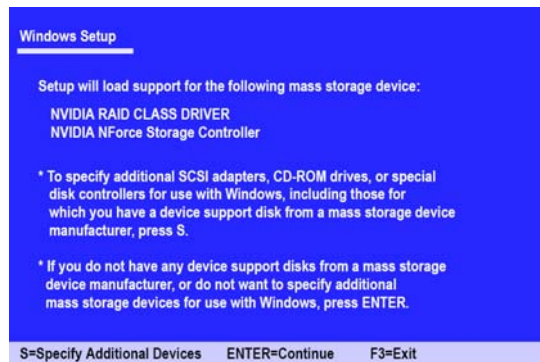 Windows Setup
Setup will load support for the following mass storage device:
NVIDIA RAID CLASS DRIVER
NVIDIA NForce Storage Controller
* To specify additional SCSI adapters, CD-ROM drives, or special
disk controllers for use with Windows, including those for
which you have a device support disk from a mass storage device
manufacturer, press S.
* If you do not have any device support disks from a mass storage
device manufacturer, or do not want to specify additional
mass storage devices for use with Windows, press ENTER.
S=Specify Additional Devices ENTER=Continue F3=Exit